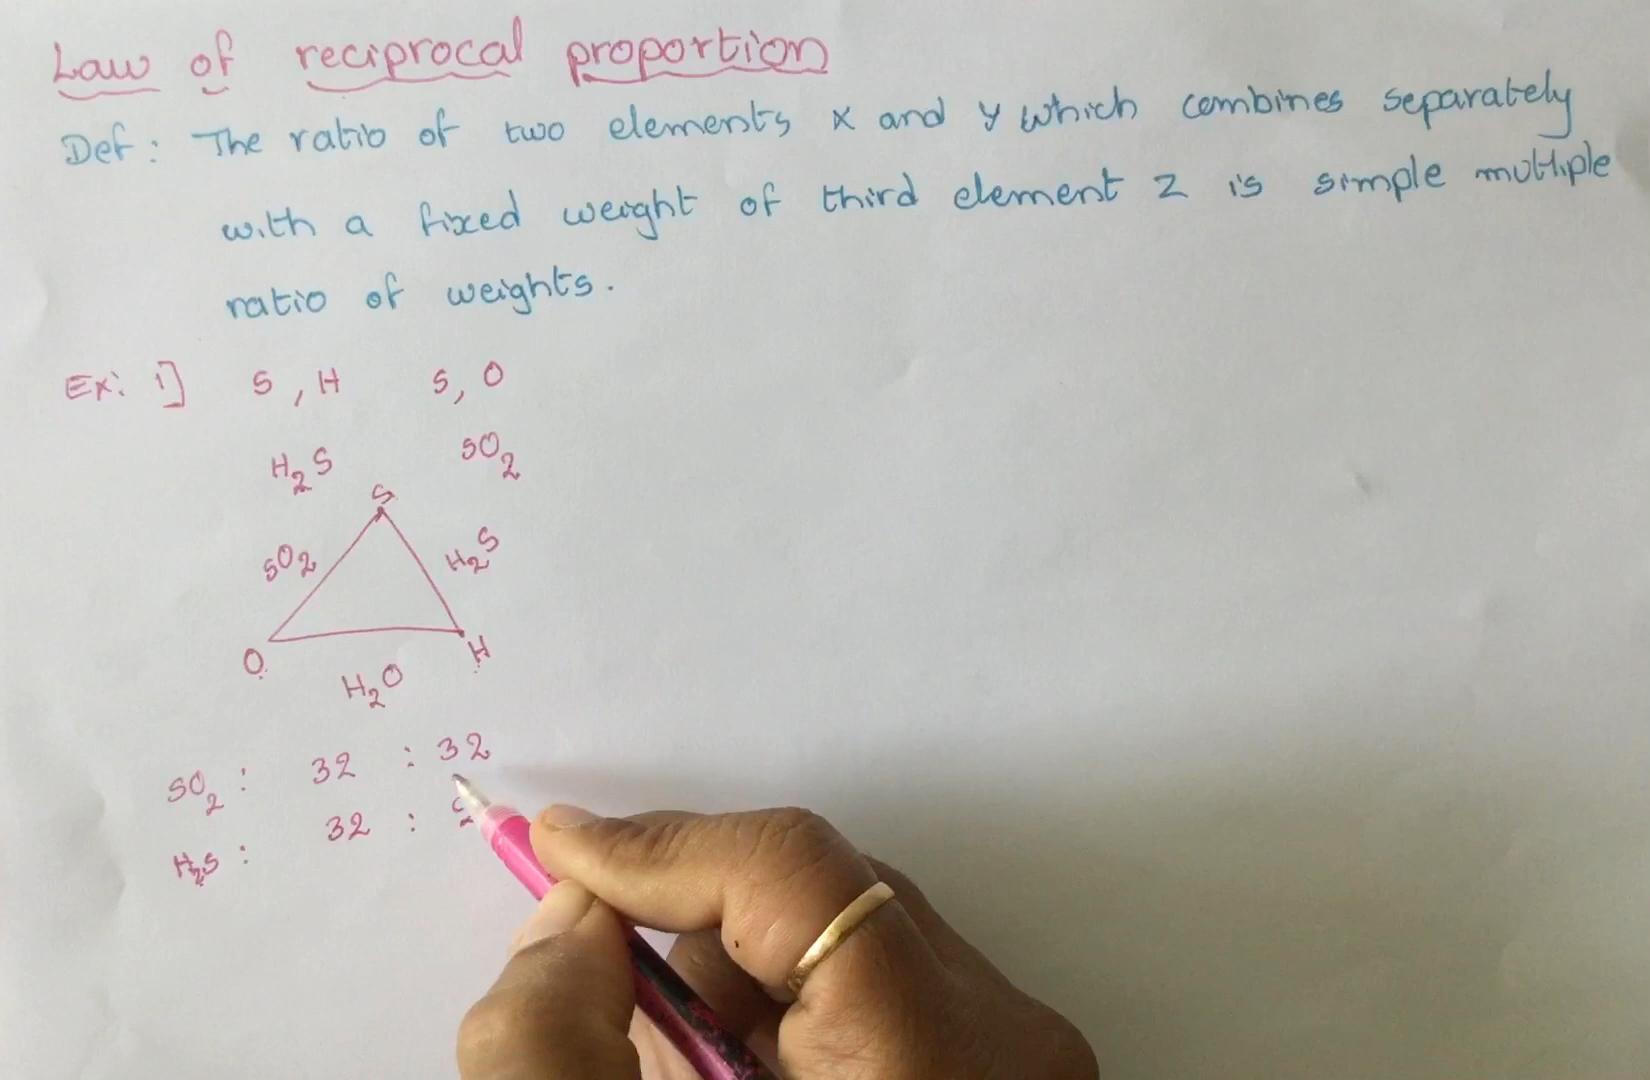 Law of reciprocal proportion
Def: The ratio of two elements x and y which combines separately
with a fixed weight of third element z is simple multiple
ratio of weights.
Ex: 1] S, H S, O
H₂S SO₂
S
SO₂ H₂S
O H
H₂O
SO₂ : 32 : 32
H₂S : 32 : 2